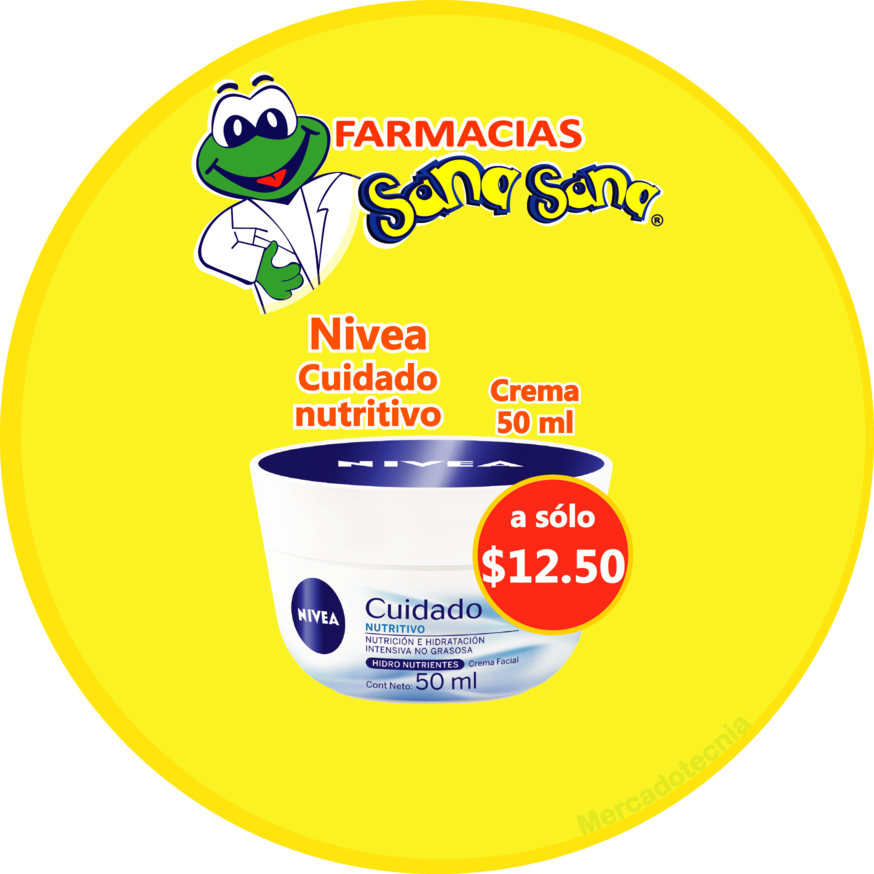 FARMACIAS
Sana Sana®
Nivea
Cuidado
nutritivo
Crema
50 ml
NIVEA
a sólo
$12.50
NIVEA
Cuidado
NUTRITIVO
NUTRICIÓN E HIDRATACIÓN
INTENSIVA NO GRASOSA
HIDRO NUTRIENTES Crema Facial
Cont Neto: 50 ml
Mercadotecnia